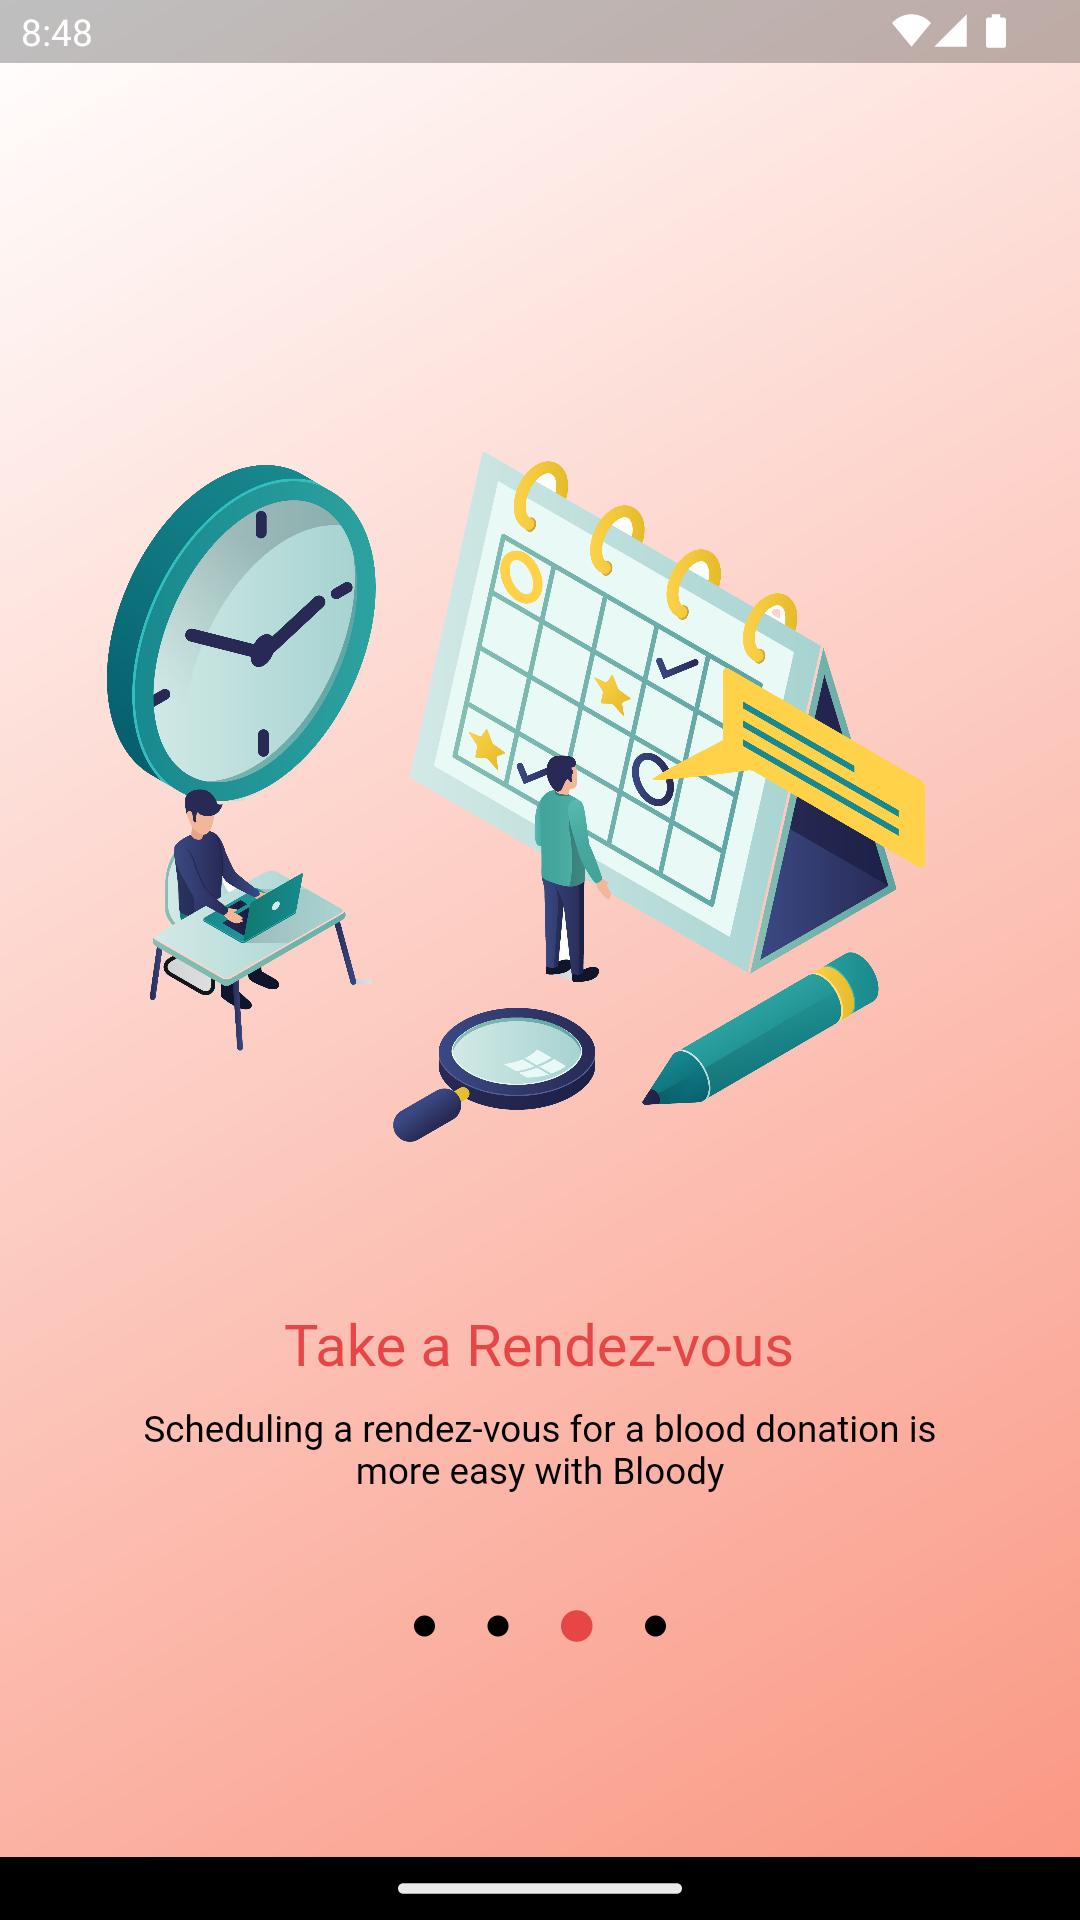 8:48
Take a Rendez-vous
Scheduling a rendez-vous for a blood donation is
more easy with Bloody